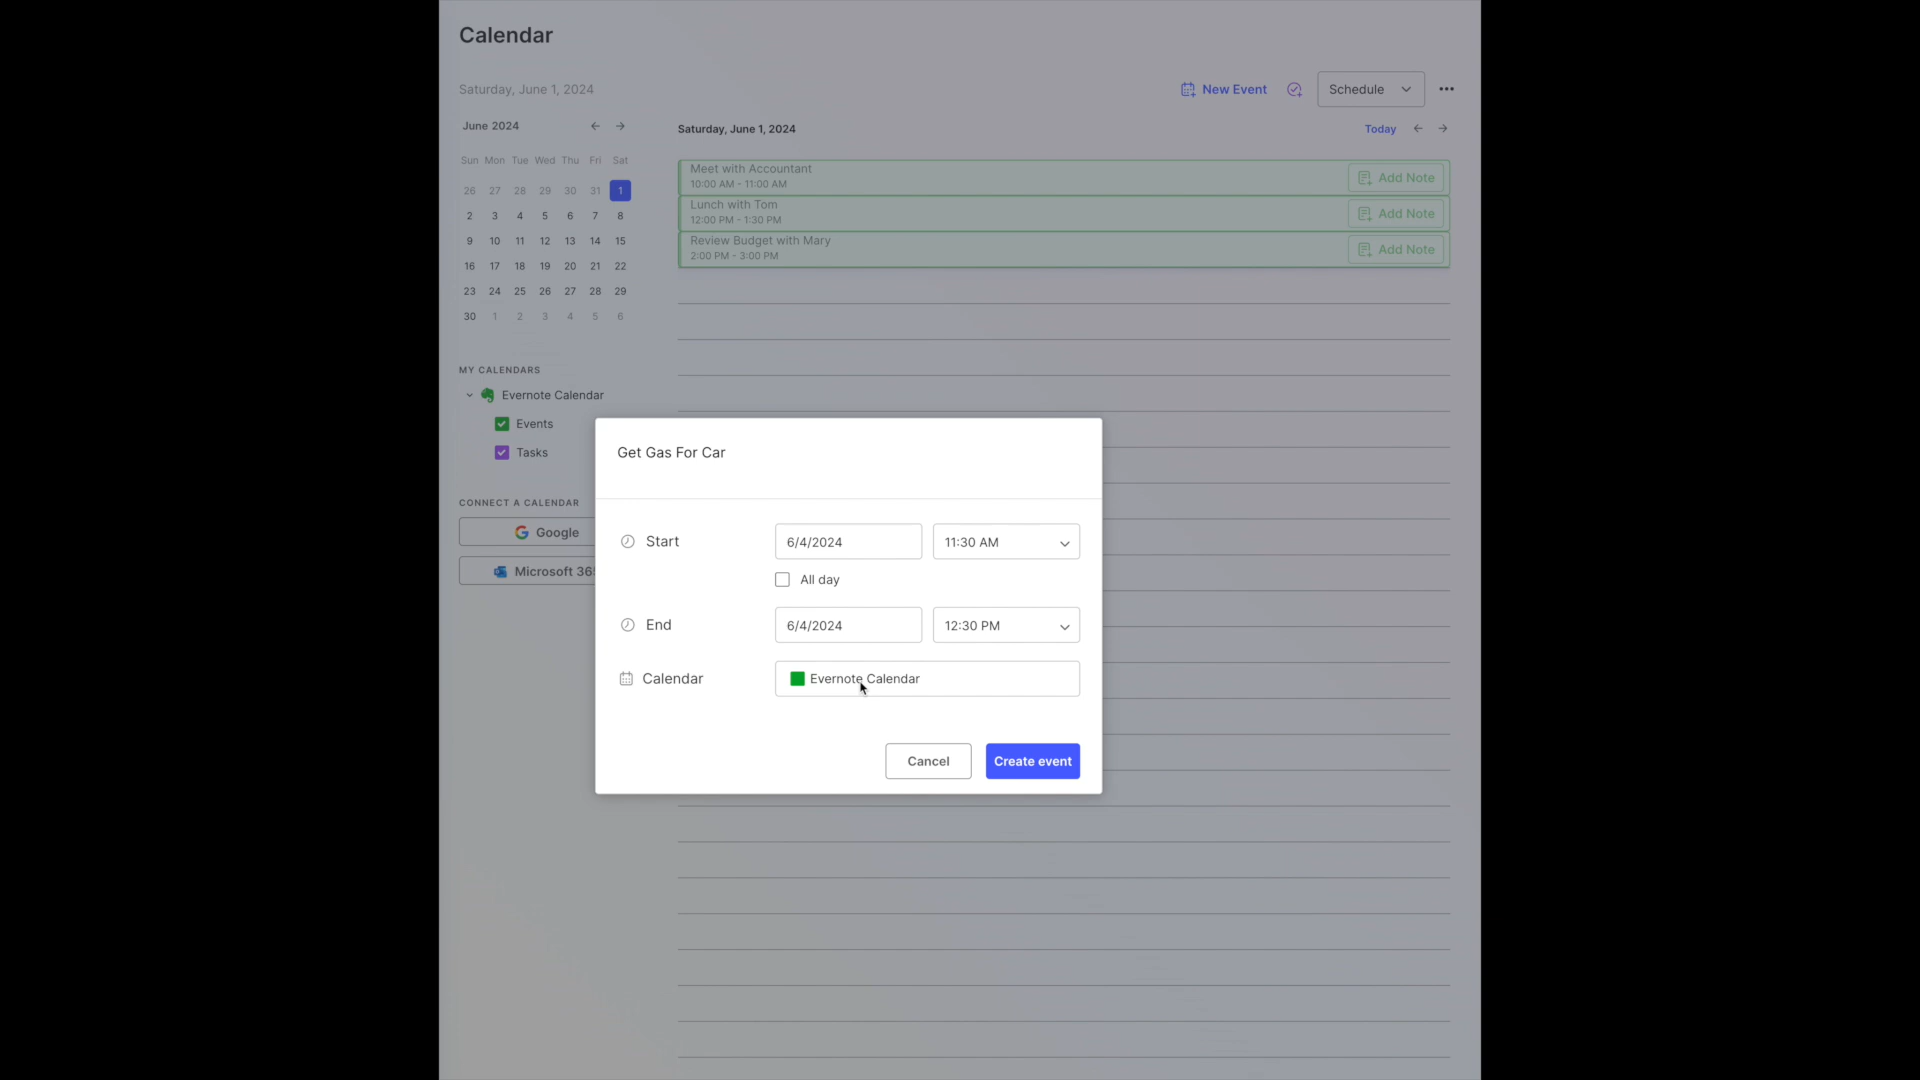 Calendar
Saturday, June 1, 2024
New Event
Schedule
June 2024
Saturday, June 1, 2024
Today
Sun Mon Tue Wed Thu Fri Sat
26 27 28 29 30 31 1
2 3 4 5 6 7 8
9 10 11 12 13 14 15
16 17 18 19 20 21 22
23 24 25 26 27 28 29
30 1 2 3 4 5 6
Meet with Accountant
10:00 AM - 11:00 AM
Add Note
Lunch with Tom
12:00 PM - 1:30 PM
Add Note
Review Budget with Mary
2:00 PM - 3:00 PM
Add Note
MY CALENDARS
Evernote Calendar
Events
Tasks
CONNECT A CALENDAR
Google
Microsoft 36
Get Gas For Car
Start
6/4/2024
11:30 AM
All day
End
6/4/2024
12:30 PM
Calendar
Evernote Calendar
Cancel
Create event